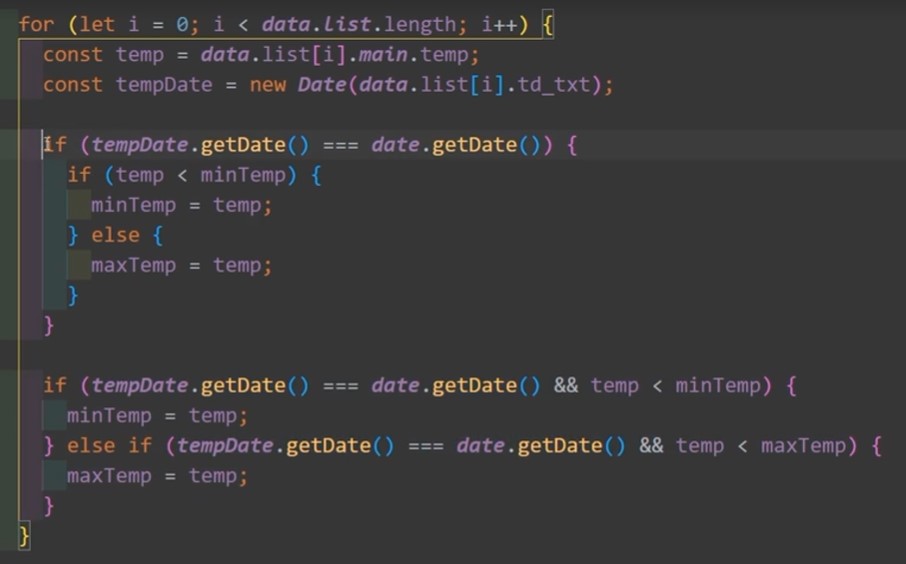 for (let i = 0; i < data.list.length; i++) {
  const temp = data.list[i].main.temp;
  const tempDate = new Date(data.list[i].td_txt);

  if (tempDate.getDate() === date.getDate()) {
    if (temp < minTemp) {
      minTemp = temp;
    } else {
      maxTemp = temp;
    }
  }

  if (tempDate.getDate() === date.getDate() && temp < minTemp) {
    minTemp = temp;
  } else if (tempDate.getDate() === date.getDate() && temp < maxTemp) {
    maxTemp = temp;
  }
}